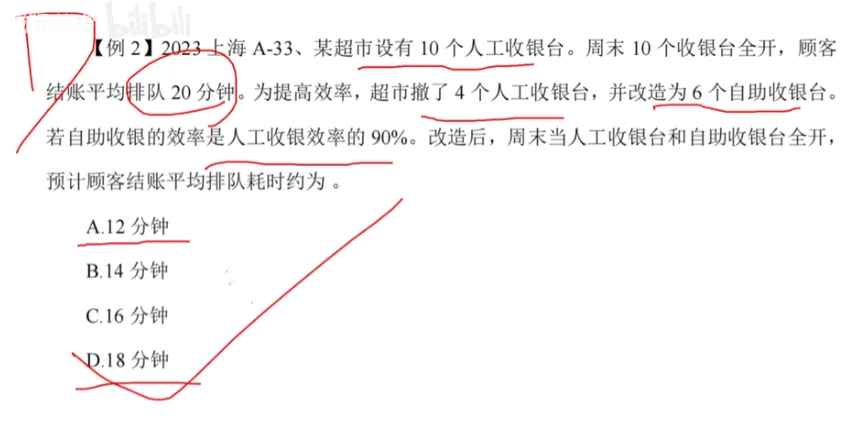 bilibili
【例 2】2023 上海 A-33、某超市设有 10 个人工收银台。周末 10 个收银台全开，顾客
结账平均排队 20 分钟。为提高效率，超市撤了 4 个人工收银台，并改造为 6 个自助收银台。
若自助收银的效率是人工收银效率的 90%。改造后，周末当人工收银台和自助收银台全开，
预计顾客结账平均排队耗时约为 。
A.12 分钟
B.14 分钟
C.16 分钟
D.18 分钟